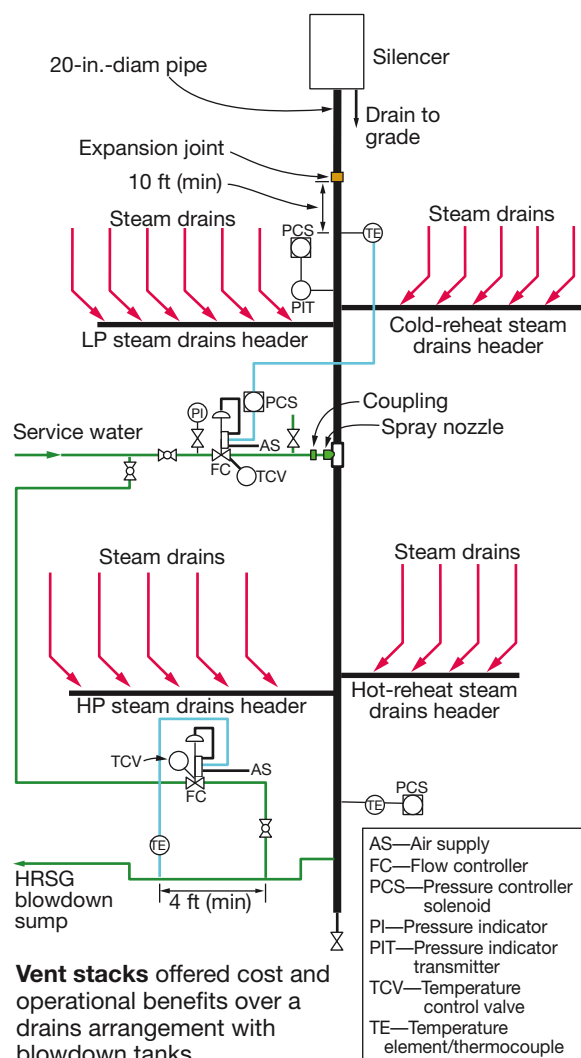 Silencer
20-in.-diam pipe
Drain to
grade
Expansion joint
10 ft (min)
Steam drains
PCS
TE
Steam drains
PIT
LP steam drains header
Cold-reheat steam
drains header
PCS
Coupling
PI
Spray nozzle
Service water
AS
FC
TCV
Steam drains
Steam drains
HP steam drains header
Hot-reheat steam
drains header
TCV
AS
FC
PCS
TE
TE
HRSG
blowdown
sump
4 ft (min)
AS—Air supply
FC—Flow controller
PCS—Pressure controller
solenoid
PI—Pressure indicator
PIT—Pressure indicator
transmitter
TCV—Temperature
control valve
TE—Temperature
element/thermocouple
Vent stacks offered cost and
operational benefits over a
drains arrangement with
blowdown tanks